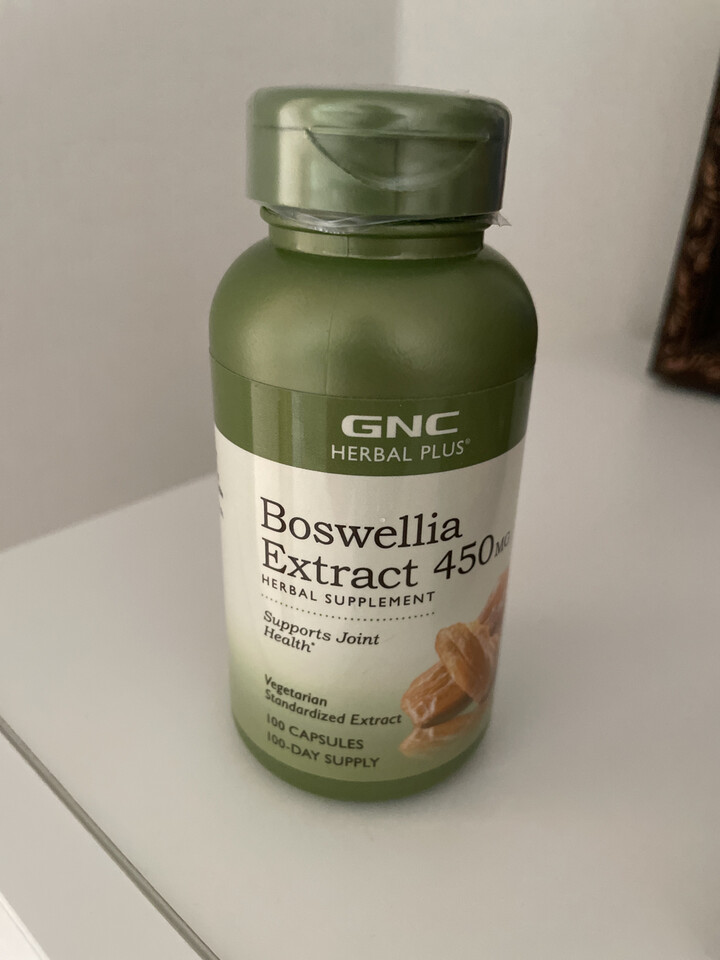 GNC
HERBAL PLUS®
Boswellia
Extract 450MG
HERBAL SUPPLEMENT
Supports Joint
Health*
Vegetarian
Standardized Extract
100 CAPSULES
100-DAY SUPPLY